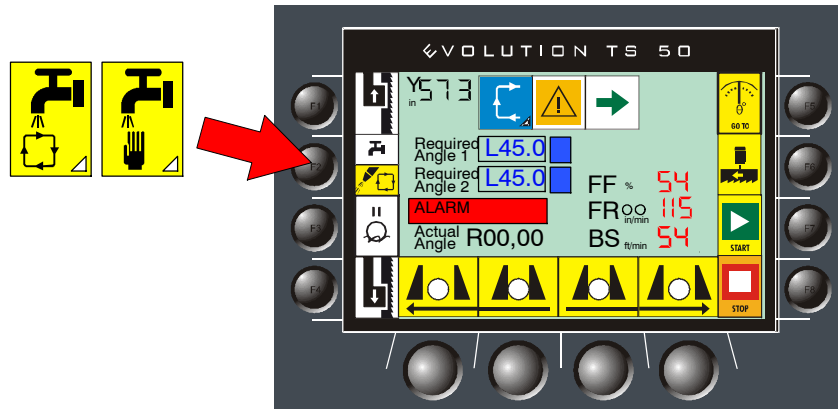 EVOLUTION TS 50
F1
F2
F3
F4
F5
F6
F7
F8
Y573
in
θ°
GO TO
Required
Angle 1
L45.0
Required
Angle 2
L45.0
FF % 54
ALARM
FR in/min 115
Actual
Angle R00,00
BS ft/min 54
START
STOP